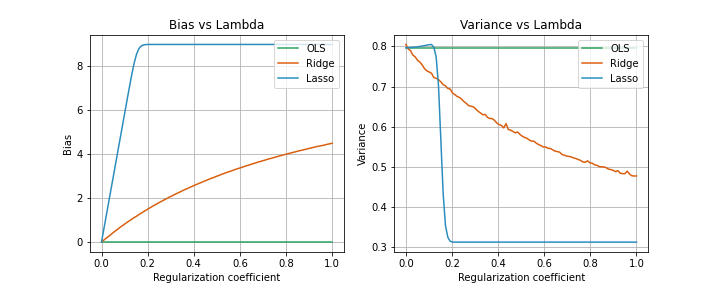 Bias vs Lambda
OLS
Ridge
Lasso
8
6
4
2
0
Bias
0.0 0.2 0.4 0.6 0.8 1.0
Regularization coefficient
Variance vs Lambda
OLS
Ridge
Lasso
0.8
0.7
0.6
0.5
0.4
0.3
Variance
0.0 0.2 0.4 0.6 0.8 1.0
Regularization coefficient